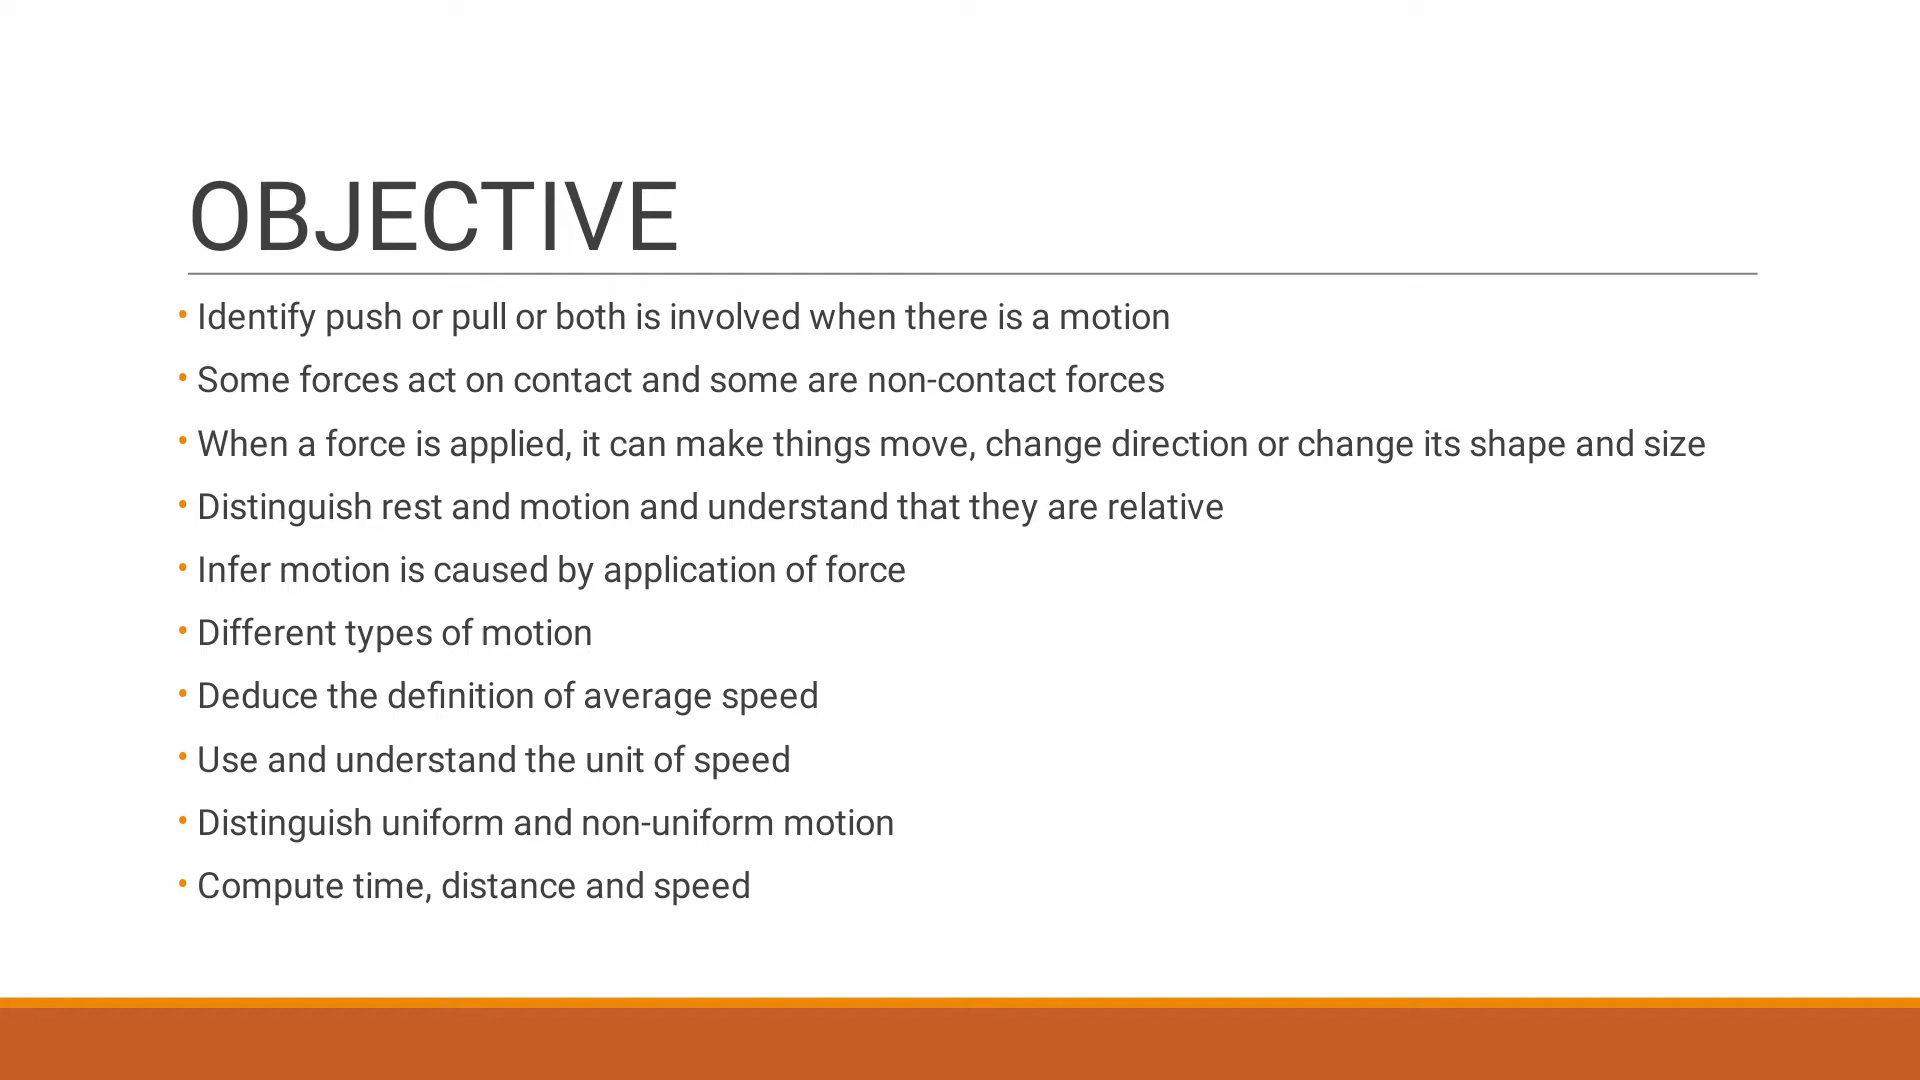 OBJECTIVE
• Identify push or pull or both is involved when there is a motion
• Some forces act on contact and some are non-contact forces
• When a force is applied, it can make things move, change direction or change its shape and size
• Distinguish rest and motion and understand that they are relative
• Infer motion is caused by application of force
• Different types of motion
• Deduce the definition of average speed
• Use and understand the unit of speed
• Distinguish uniform and non-uniform motion
• Compute time, distance and speed